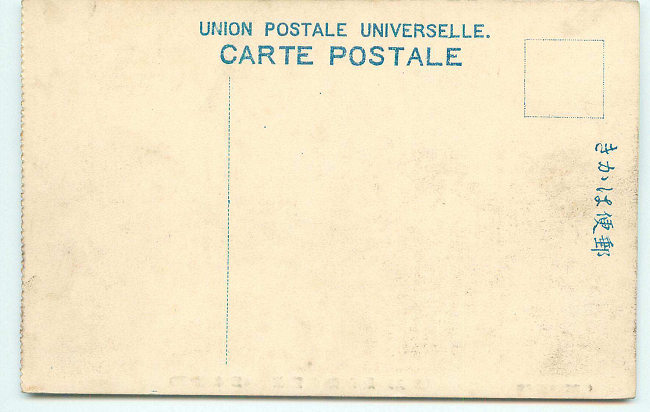 UNION POSTALE UNIVERSELLE.
CARTE POSTALE
きかは便郵